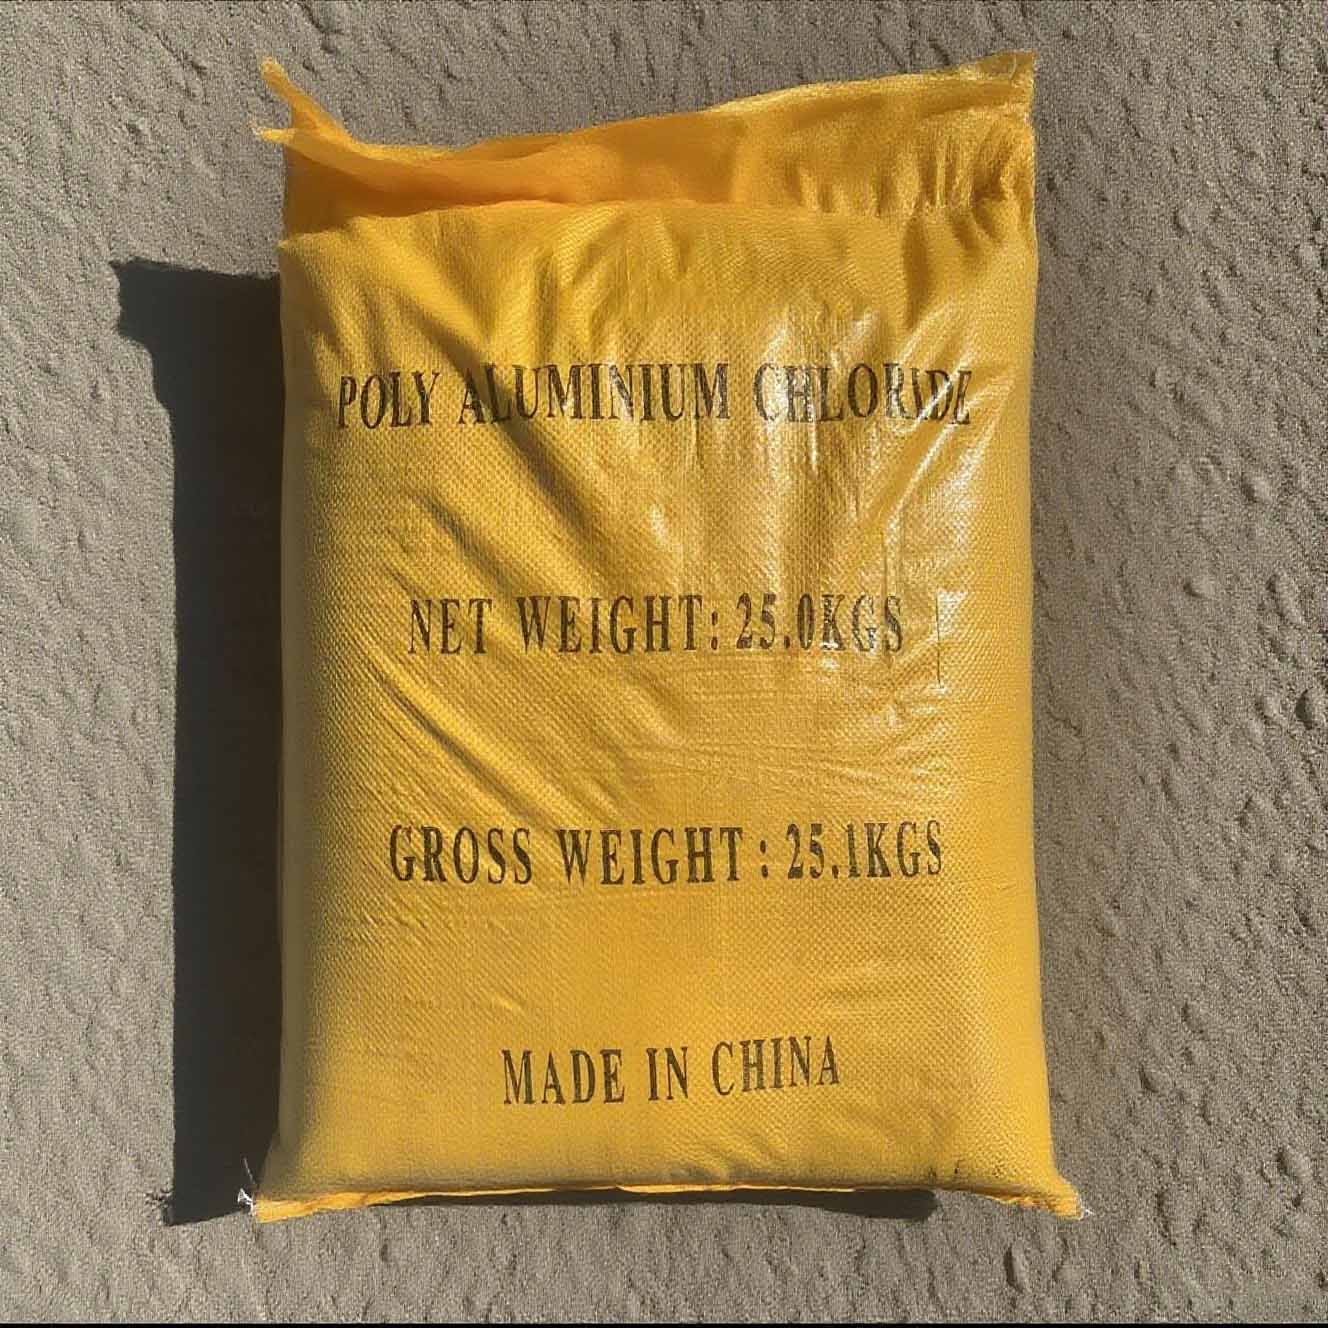 POLY ALUMINIUM CHLORIDE
NET WEIGHT: 25.0KGS
GROSS WEIGHT: 25.1KGS
MADE IN CHINA